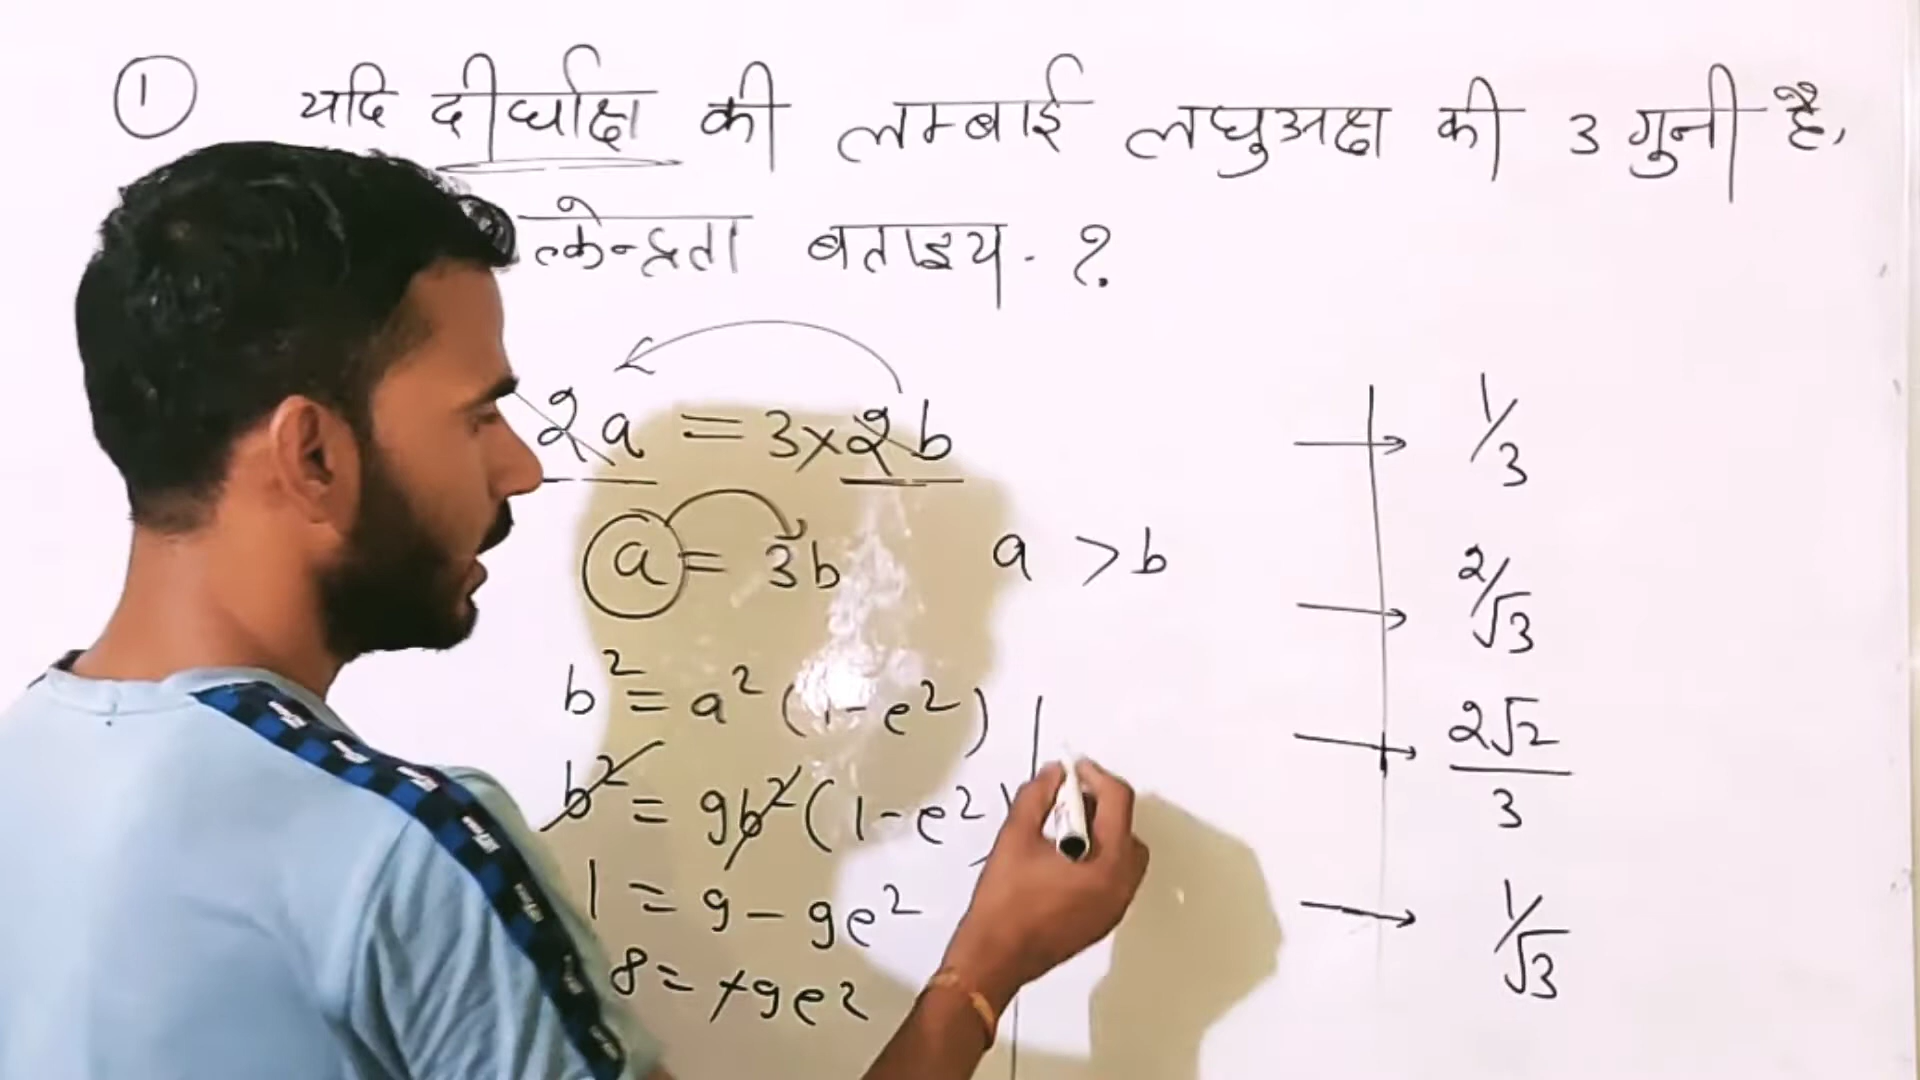 ① यदि दीर्घाक्ष की लम्बाई लघुअक्ष की 3 गुनी है,
त्केन्द्रता बताइय - ?
2a = 3×2b
a = 3b
a > b
b² = a² (1 - e²)
b² = 9b² (1 - e²)
1 = 9 - 9e²
8 = +9e²
→ 1/3
→ 2/√3
→ 2√2/3
→ 1/√3